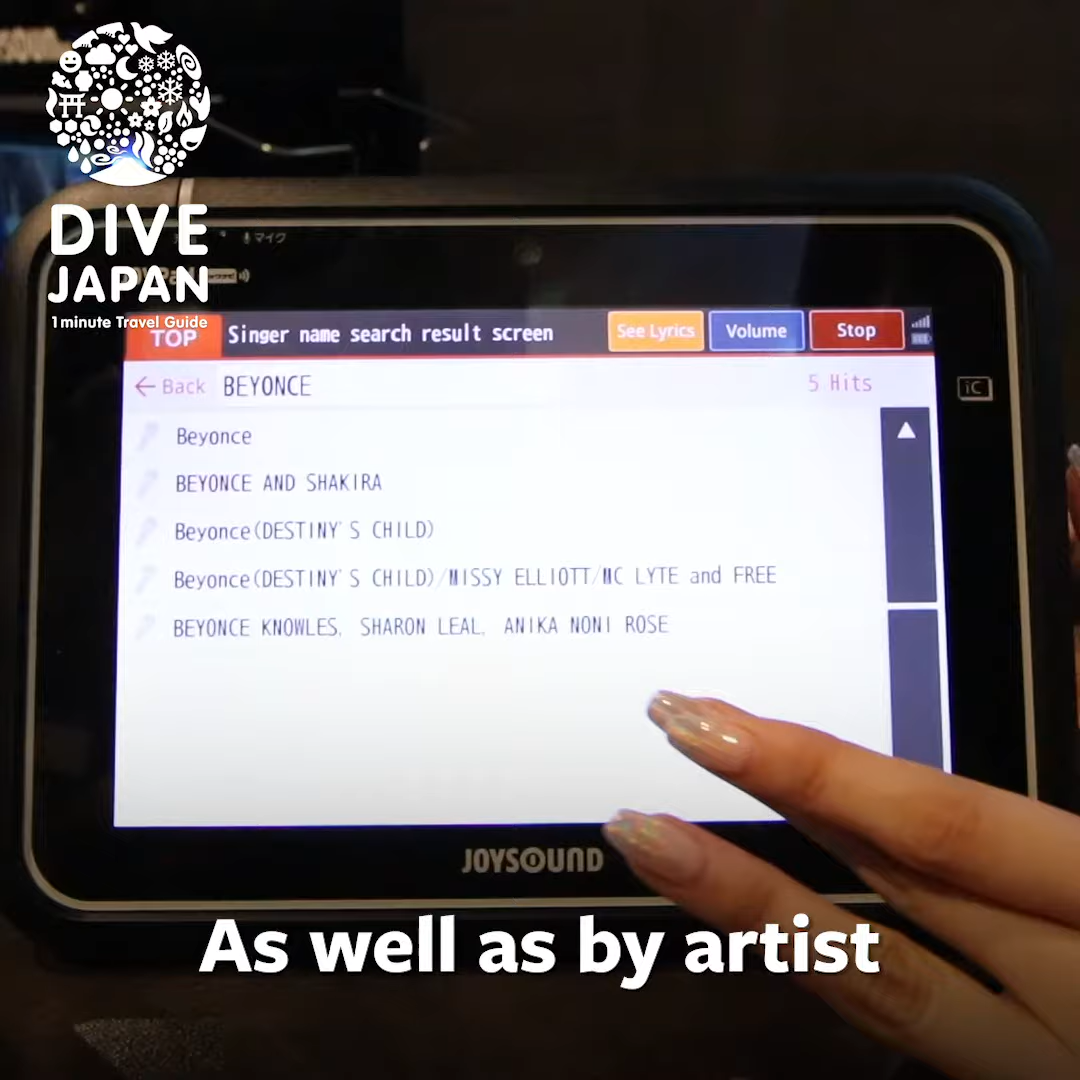 DIVE
JAPAN
1minute Travel Guide
マイク
TOP
Singer name search result screen
See Lyrics
Volume
Stop
← Back
BEYONCE
5 Hits
iC
Beyonce
BEYONCE AND SHAKIRA
Beyonce(DESTINY'S CHILD)
Beyonce(DESTINY'S CHILD)/MISSY ELLIOTT/MC LYTE and FREE
BEYONCE KNOWLES, SHARON LEAL, ANIKA NONI ROSE
JOYSOUND
As well as by artist